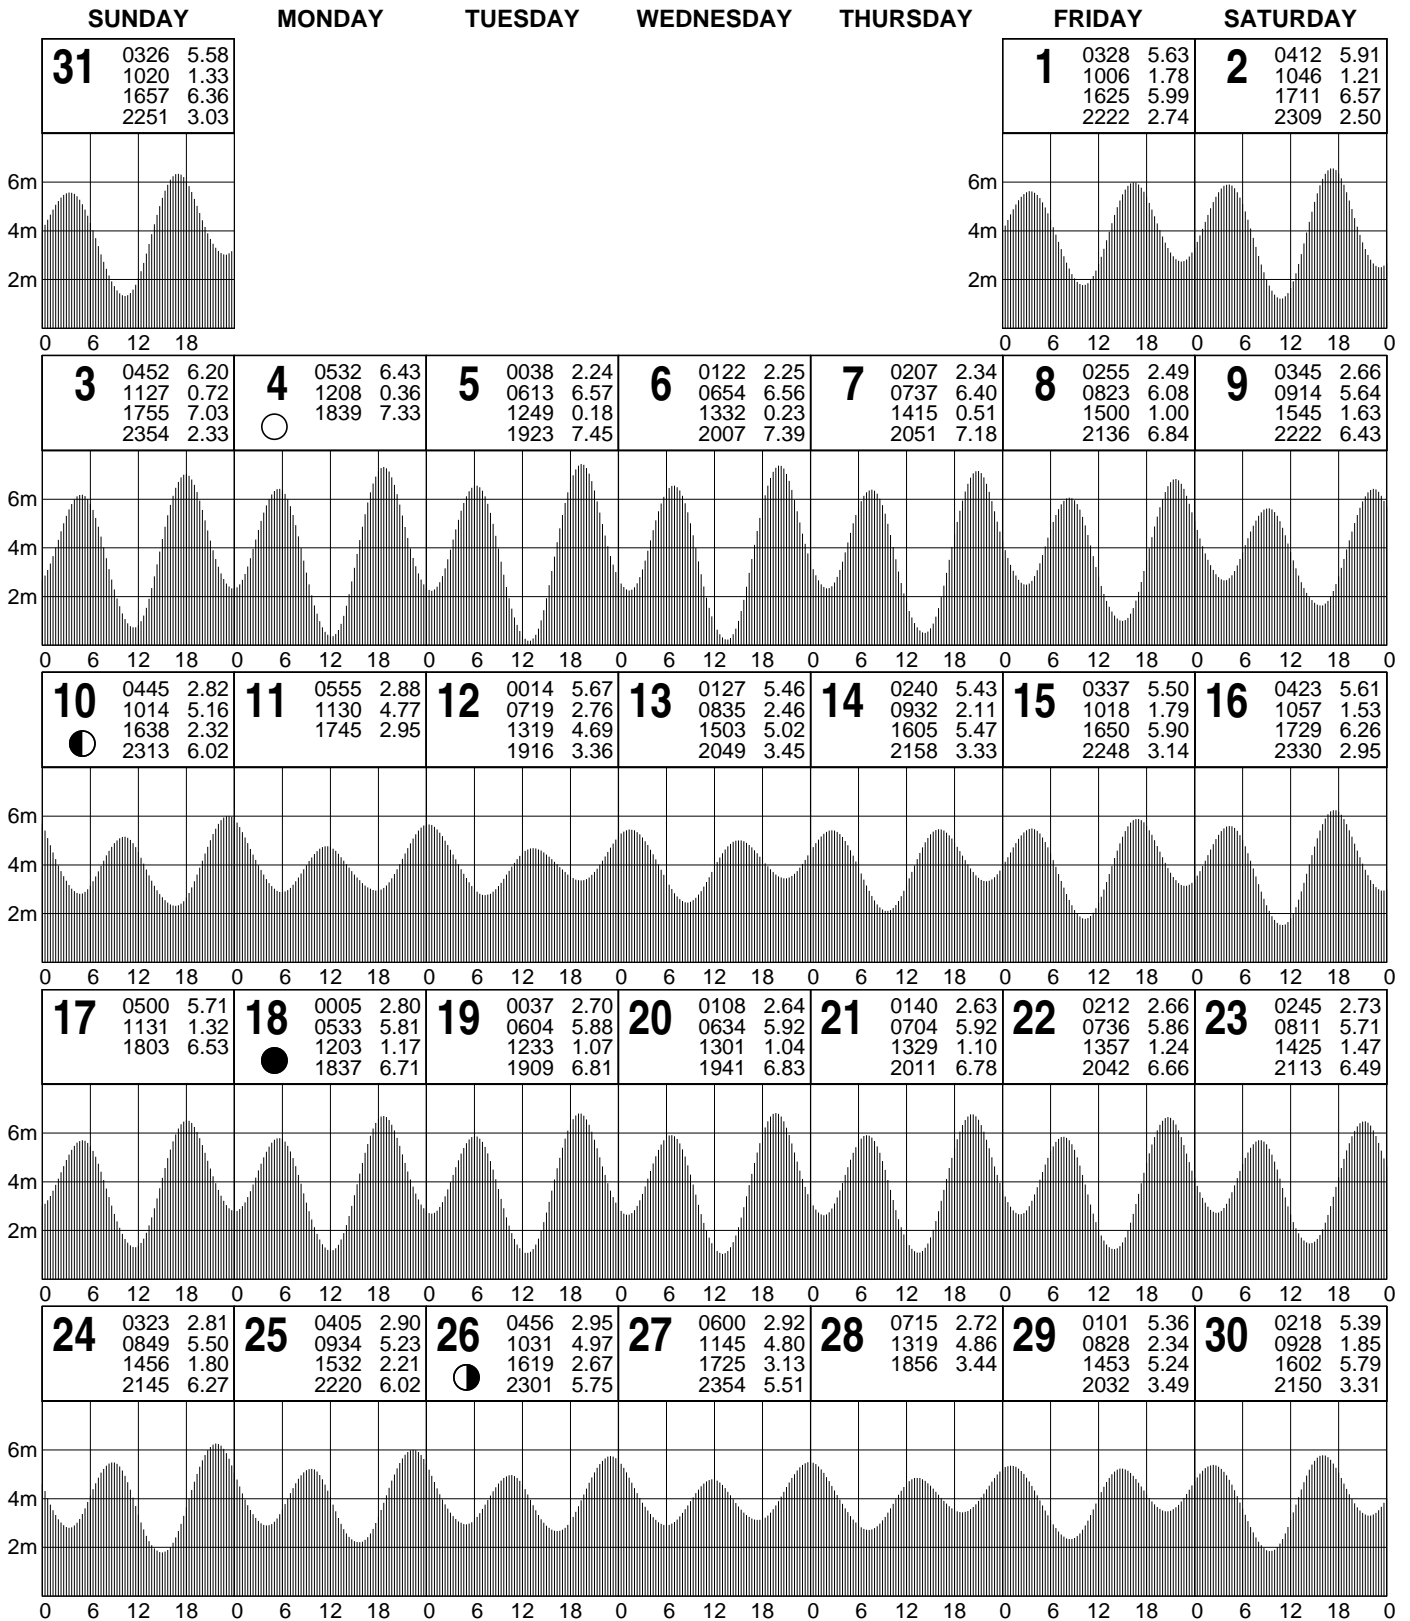 SUNDAY MONDAY TUESDAY WEDNESDAY THURSDAY FRIDAY SATURDAY
31 0326 5.58
1020 1.33
1657 6.36
2251 3.03
1 0328 5.63
1006 1.78
1625 5.99
2222 2.74
2 0412 5.91
1046 1.21
1711 6.57
2309 2.50
6m 6m
4m 4m
2m 2m
0 6 12 18 0 6 12 18 0 6 12 18 0
3 0452 6.20
1127 0.72
1755 7.03
2354 2.33
4 0532 6.43
1208 0.36
1839 7.33
5 0038 2.24
0613 6.57
1249 0.18
1923 7.45
6 0122 2.25
0654 6.56
1332 0.23
2007 7.39
7 0207 2.34
0737 6.40
1415 0.51
2051 7.18
8 0255 2.49
0823 6.08
1500 1.00
2136 6.84
9 0345 2.66
0914 5.64
1545 1.63
2222 6.43
6m
4m
2m
0 6 12 18 0 6 12 18 0 6 12 18 0 6 12 18 0 6 12 18 0 6 12 18 0 6 12 18 0
10 0445 2.82
1014 5.16
1638 2.32
2313 6.02
11 0555 2.88
1130 4.77
1745 2.95
12 0014 5.67
0719 2.76
1319 4.69
1916 3.36
13 0127 5.46
0835 2.46
1503 5.02
2049 3.45
14 0240 5.43
0932 2.11
1605 5.47
2158 3.33
15 0337 5.50
1018 1.79
1650 5.90
2248 3.14
16 0423 5.61
1057 1.53
1729 6.26
2330 2.95
6m
4m
2m
0 6 12 18 0 6 12 18 0 6 12 18 0 6 12 18 0 6 12 18 0 6 12 18 0 6 12 18 0
17 0500 5.71
1131 1.32
1803 6.53
18 0005 2.80
0533 5.81
1203 1.17
1837 6.71
19 0037 2.70
0604 5.88
1233 1.07
1909 6.81
20 0108 2.64
0634 5.92
1301 1.04
1941 6.83
21 0140 2.63
0704 5.92
1329 1.10
2011 6.78
22 0212 2.66
0736 5.86
1357 1.24
2042 6.66
23 0245 2.73
0811 5.71
1425 1.47
2113 6.49
6m
4m
2m
0 6 12 18 0 6 12 18 0 6 12 18 0 6 12 18 0 6 12 18 0 6 12 18 0 6 12 18 0
24 0323 2.81
0849 5.50
1456 1.80
2145 6.27
25 0405 2.90
0934 5.23
1532 2.21
2220 6.02
26 0456 2.95
1031 4.97
1619 2.67
2301 5.75
27 0600 2.92
1145 4.80
1725 3.13
2354 5.51
28 0715 2.72
1319 4.86
1856 3.44
29 0101 5.36
0828 2.34
1453 5.24
2032 3.49
30 0218 5.39
0928 1.85
1602 5.79
2150 3.31
6m
4m
2m
0 6 12 18 0 6 12 18 0 6 12 18 0 6 12 18 0 6 12 18 0 6 12 18 0 6 12 18 0